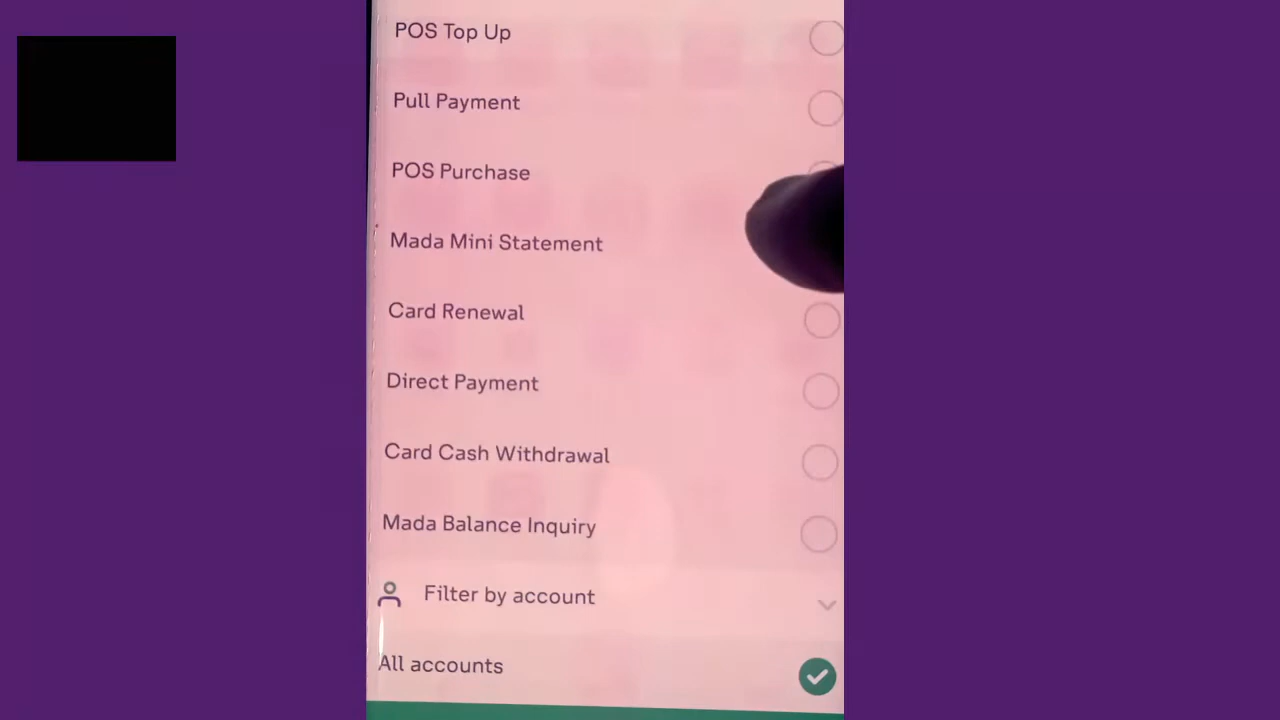 POS Top Up
Pull Payment
POS Purchase
Mada Mini Statement
Card Renewal
Direct Payment
Card Cash Withdrawal
Mada Balance Inquiry
Filter by account
All accounts